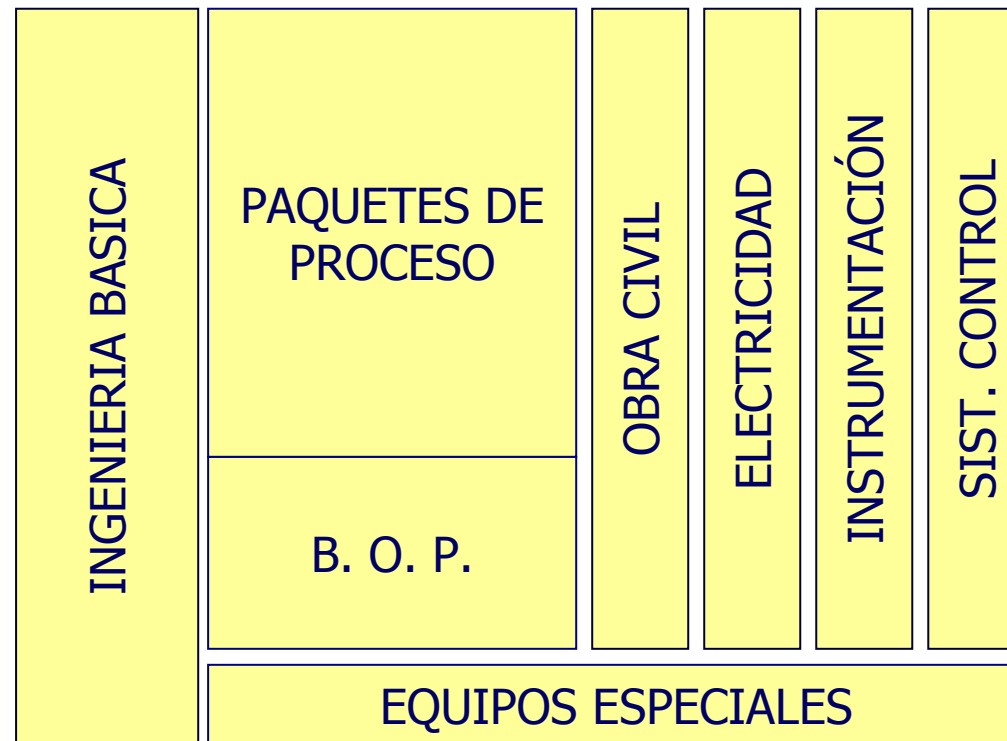 INGENIERIA BASICA
PAQUETES DE
PROCESO
B. O. P.
OBRA CIVIL
ELECTRICIDAD
INSTRUMENTACIÓN
SIST. CONTROL
EQUIPOS ESPECIALES